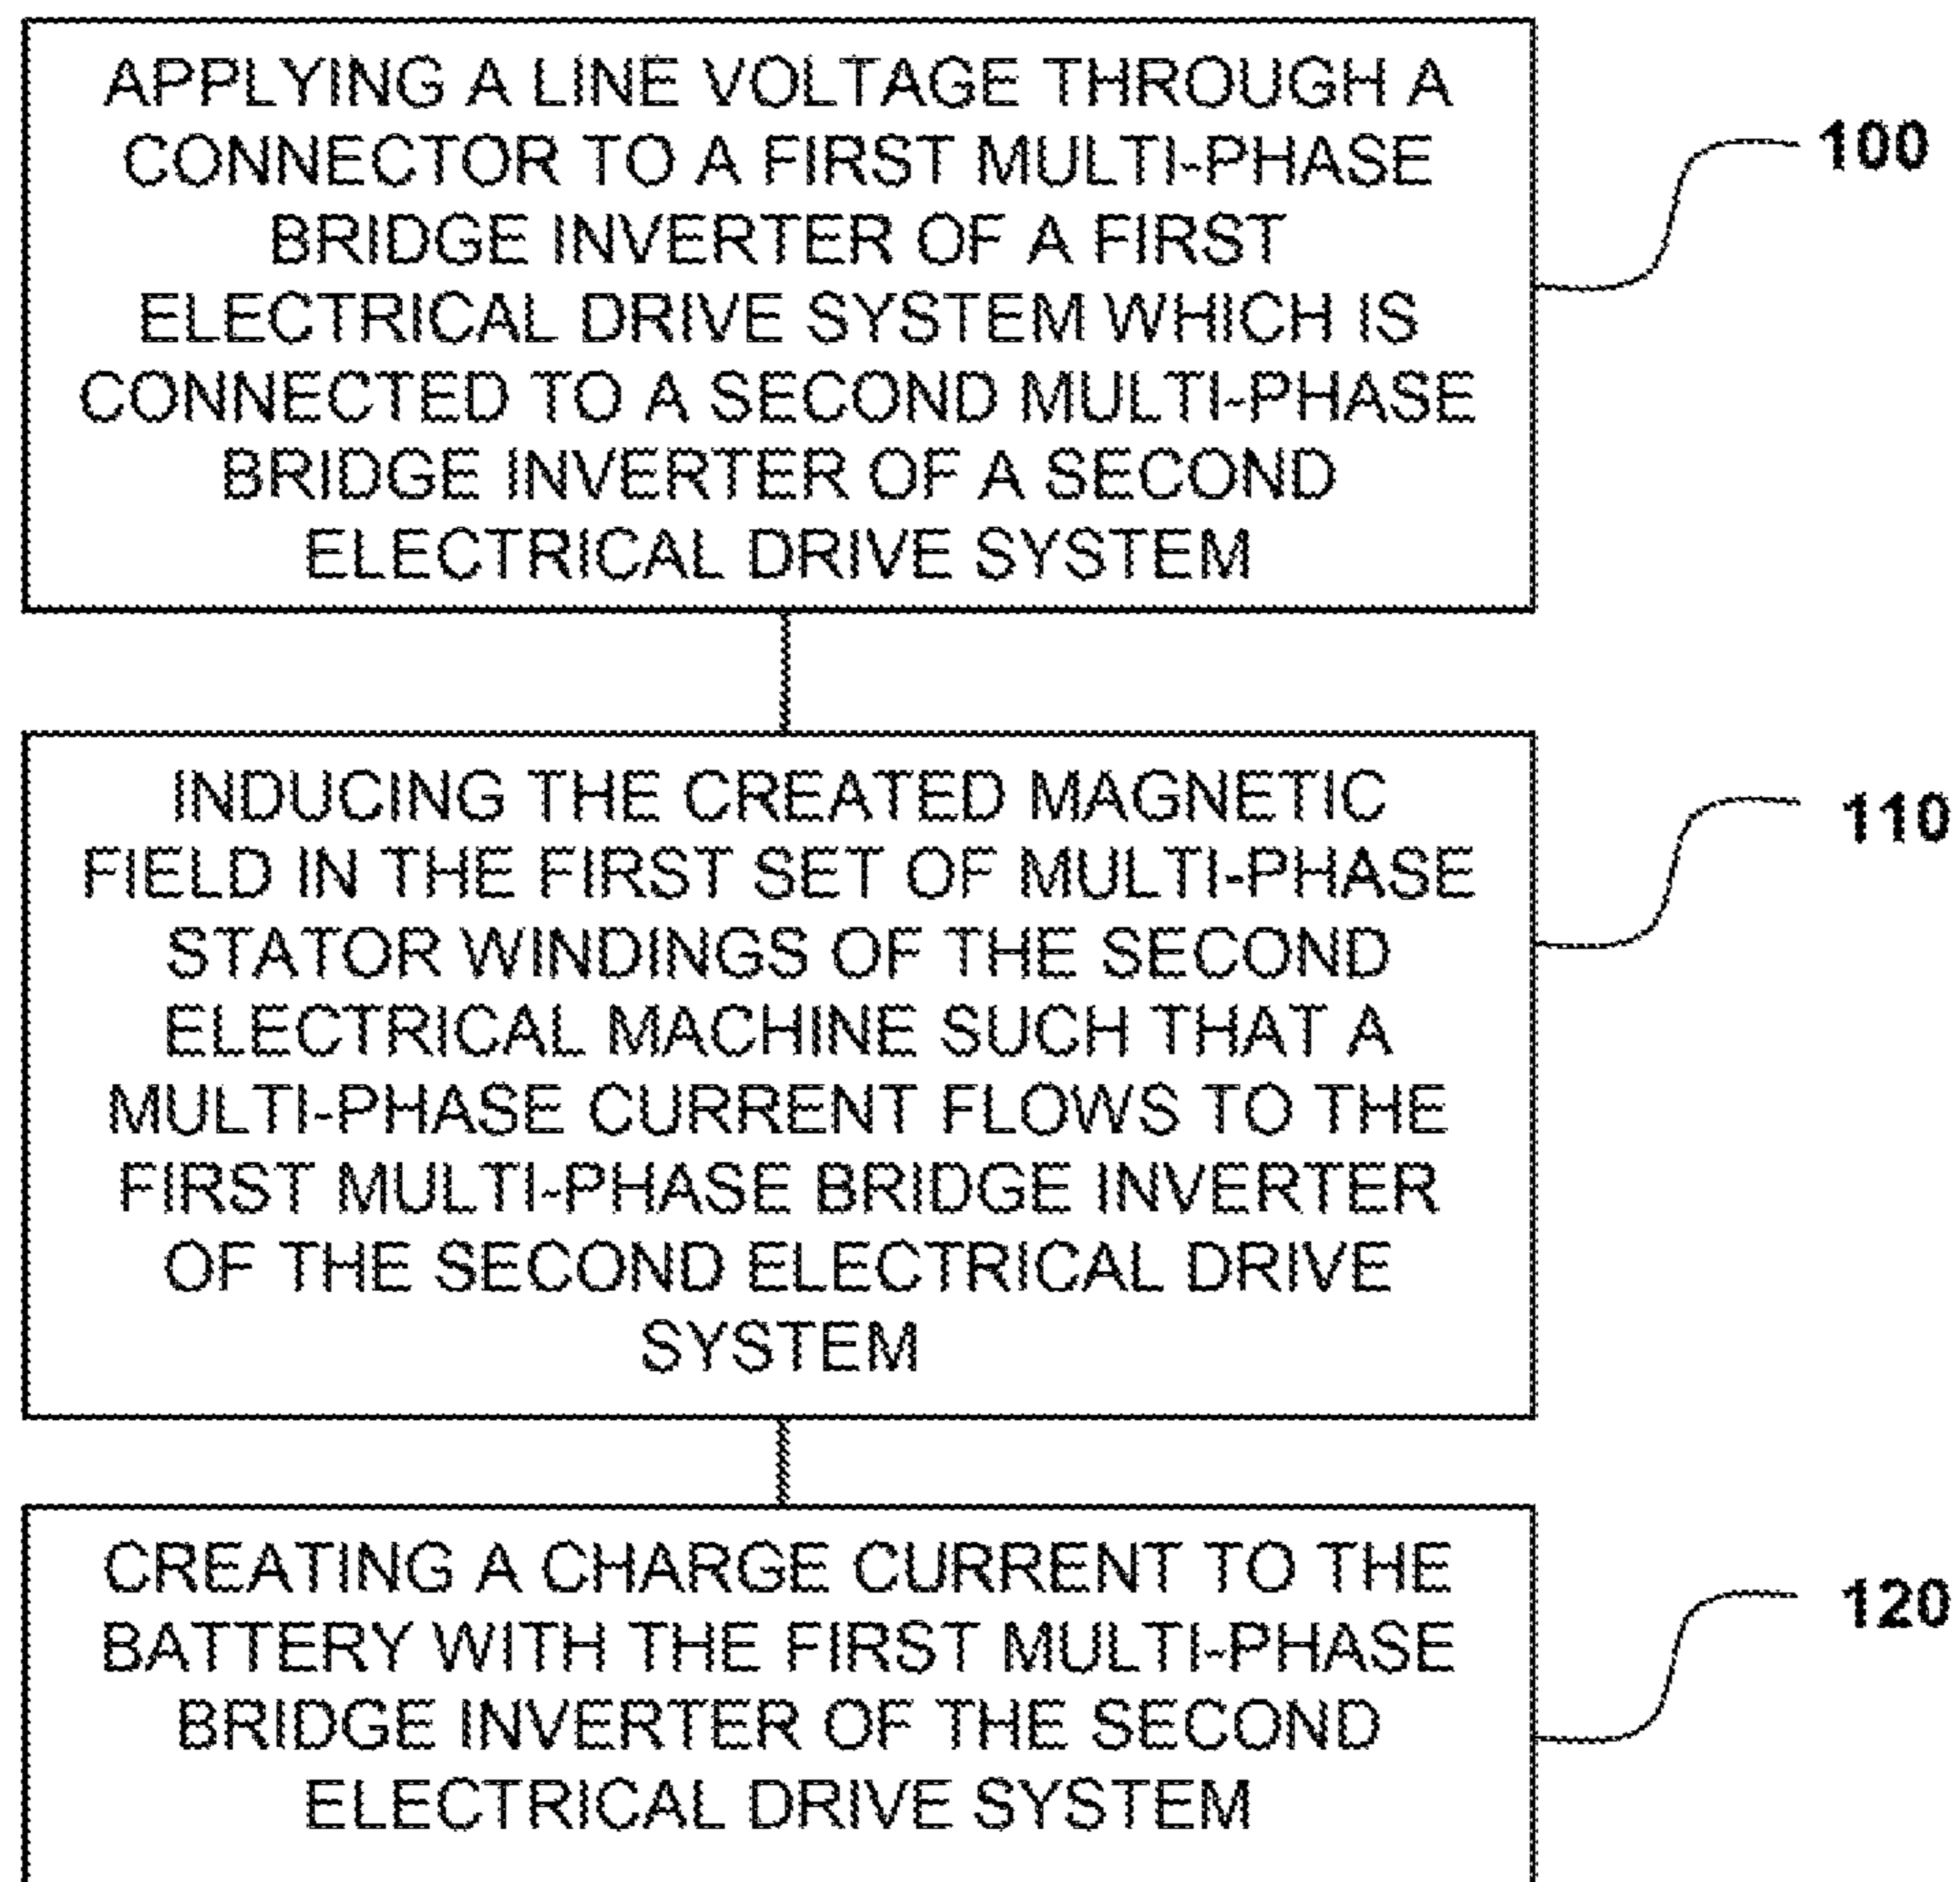 APPLYING A LINE VOLTAGE THROUGH A
CONNECTOR TO A FIRST MULTI-PHASE
BRIDGE INVERTER OF A FIRST
ELECTRICAL DRIVE SYSTEM WHICH IS
CONNECTED TO A SECOND MULTI-PHASE
BRIDGE INVERTER OF A SECOND
ELECTRICAL DRIVE SYSTEM
100
INDUCING THE CREATED MAGNETIC
FIELD IN THE FIRST SET OF MULTI-PHASE
STATOR WINDINGS OF THE SECOND
ELECTRICAL MACHINE SUCH THAT A
MULTI-PHASE CURRENT FLOWS TO THE
FIRST MULTI-PHASE BRIDGE INVERTER
OF THE SECOND ELECTRICAL DRIVE
SYSTEM
110
CREATING A CHARGE CURRENT TO THE
BATTERY WITH THE FIRST MULTI-PHASE
BRIDGE INVERTER OF THE SECOND
ELECTRICAL DRIVE SYSTEM
120